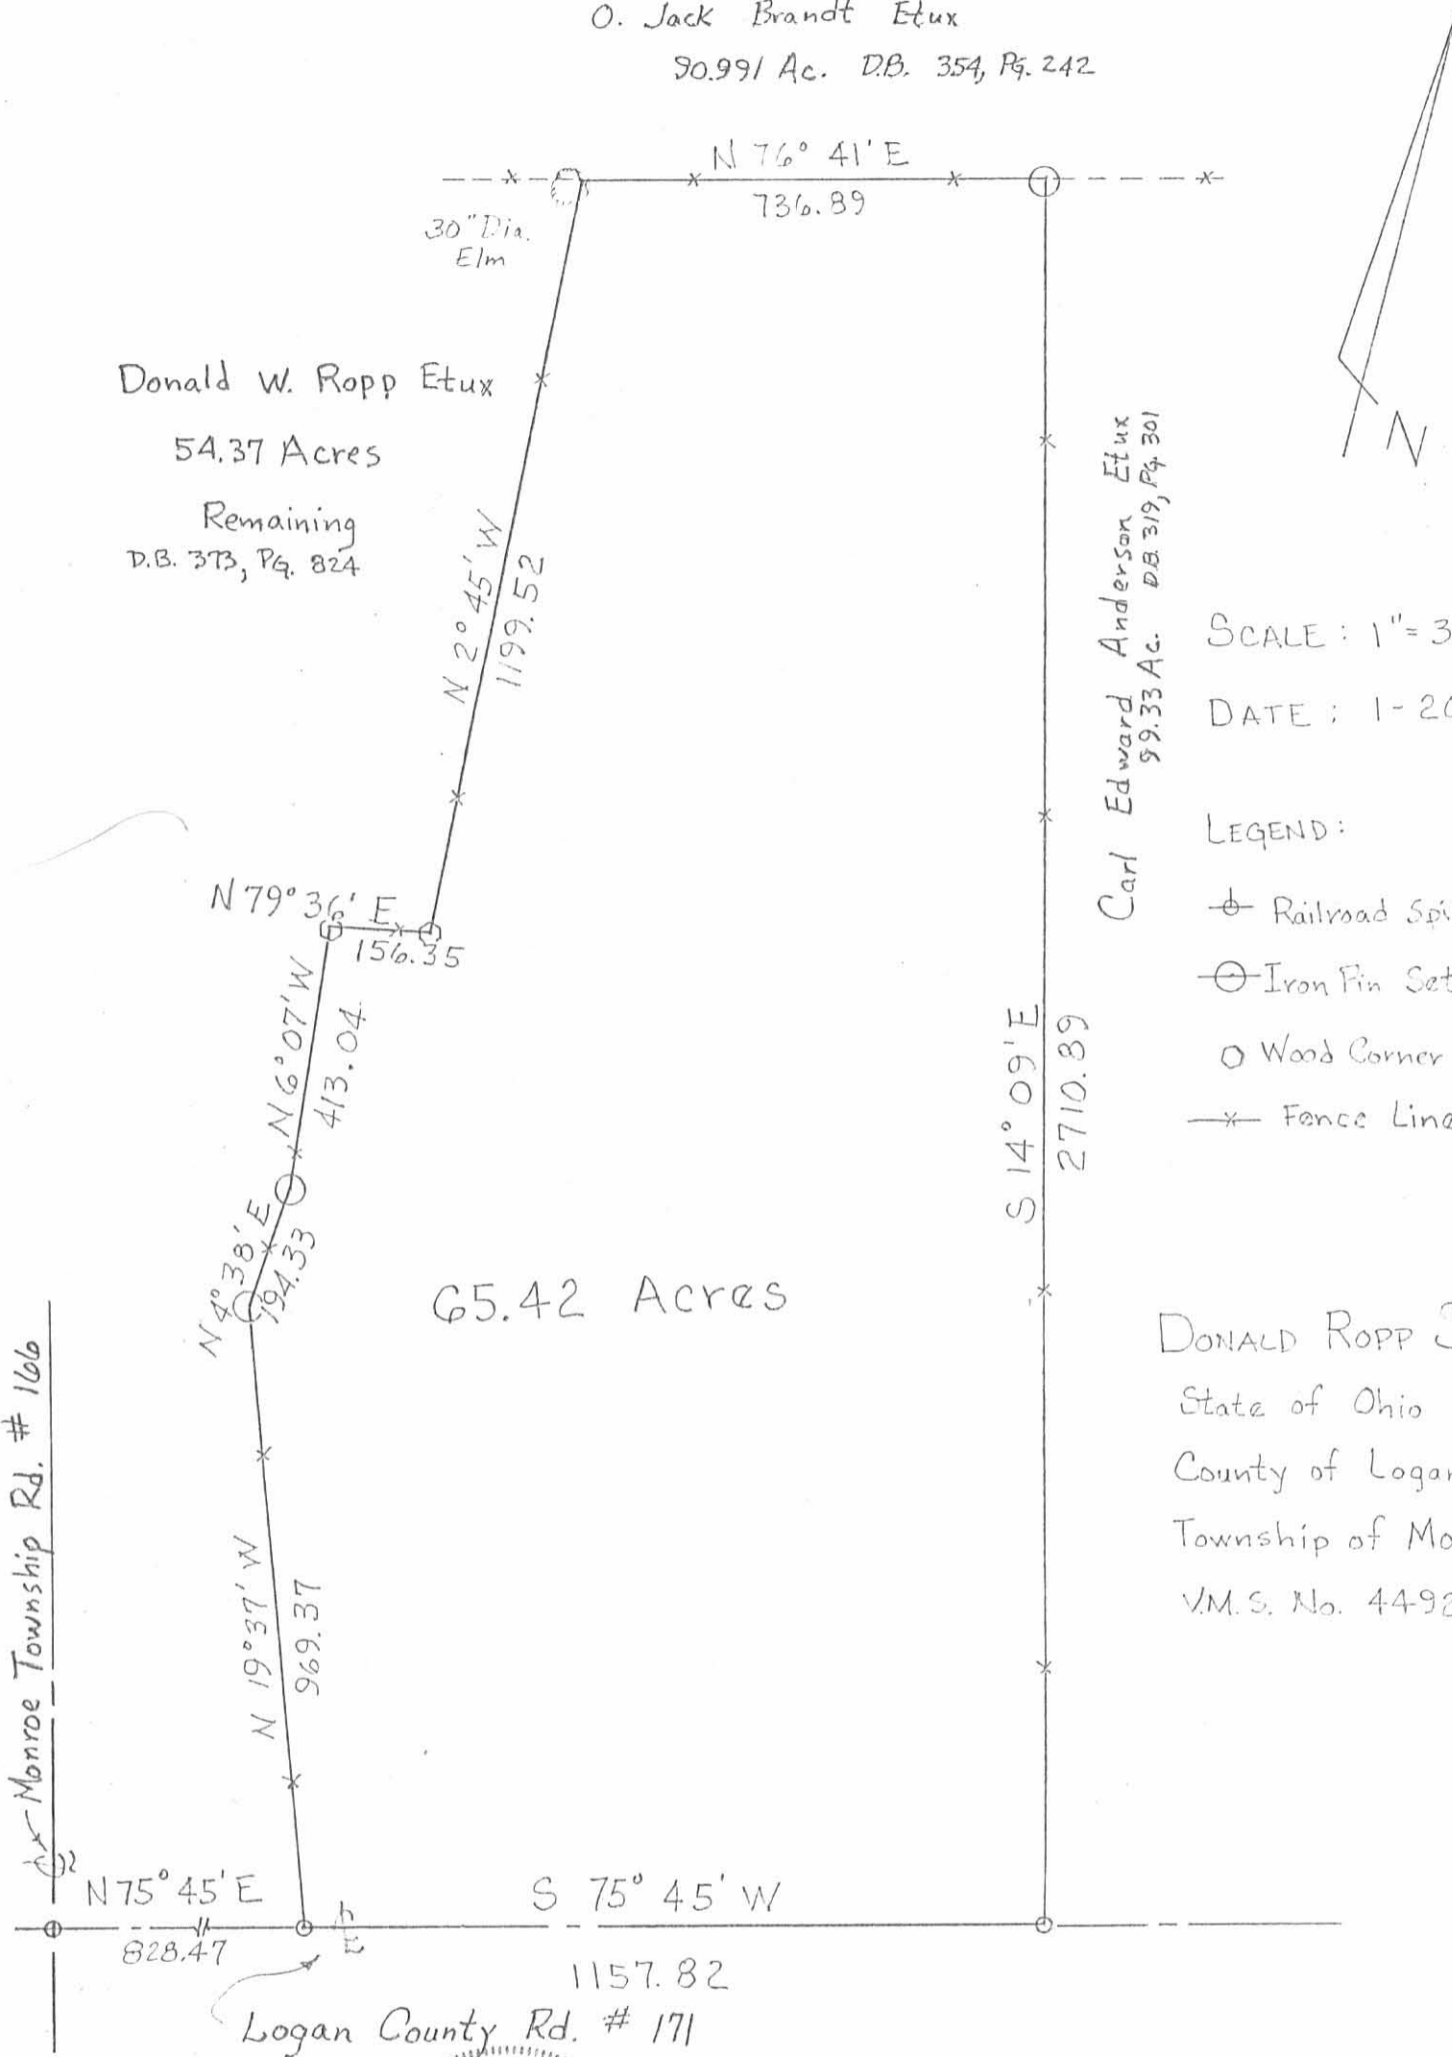 O. Jack Brandt Etux
90.991 Ac. D.B. 354, Pg. 242
N 76° 41' E
736.89
30" Dia.
Elm
Donald W. Ropp Etux
54.37 Acres
Remaining
D.B. 373, Pg. 824
N 2° 45' W
1199.52
N
Carl Edward Anderson Etux
99.33 Ac. D.B. 319, Pg. 301
SCALE : 1" = 3
DATE : 1-20
LEGEND :
Railroad Spi
Iron Pin Set
Wood Corner
Fence Line
N 79° 36' E
156.35
N 6° 07' W
413.04
S 14° 09' E
2710.89
N 4° 38' E
194.33
65.42 Acres
DONALD ROPP S
State of Ohio
County of Logan
Township of Mo
V.M.S. No. 4492
Monroe Township Rd. # 166
N 19° 37' W
969.37
N 75° 45' E
828.47
S 75° 45' W
1157.82
Logan County Rd. # 171